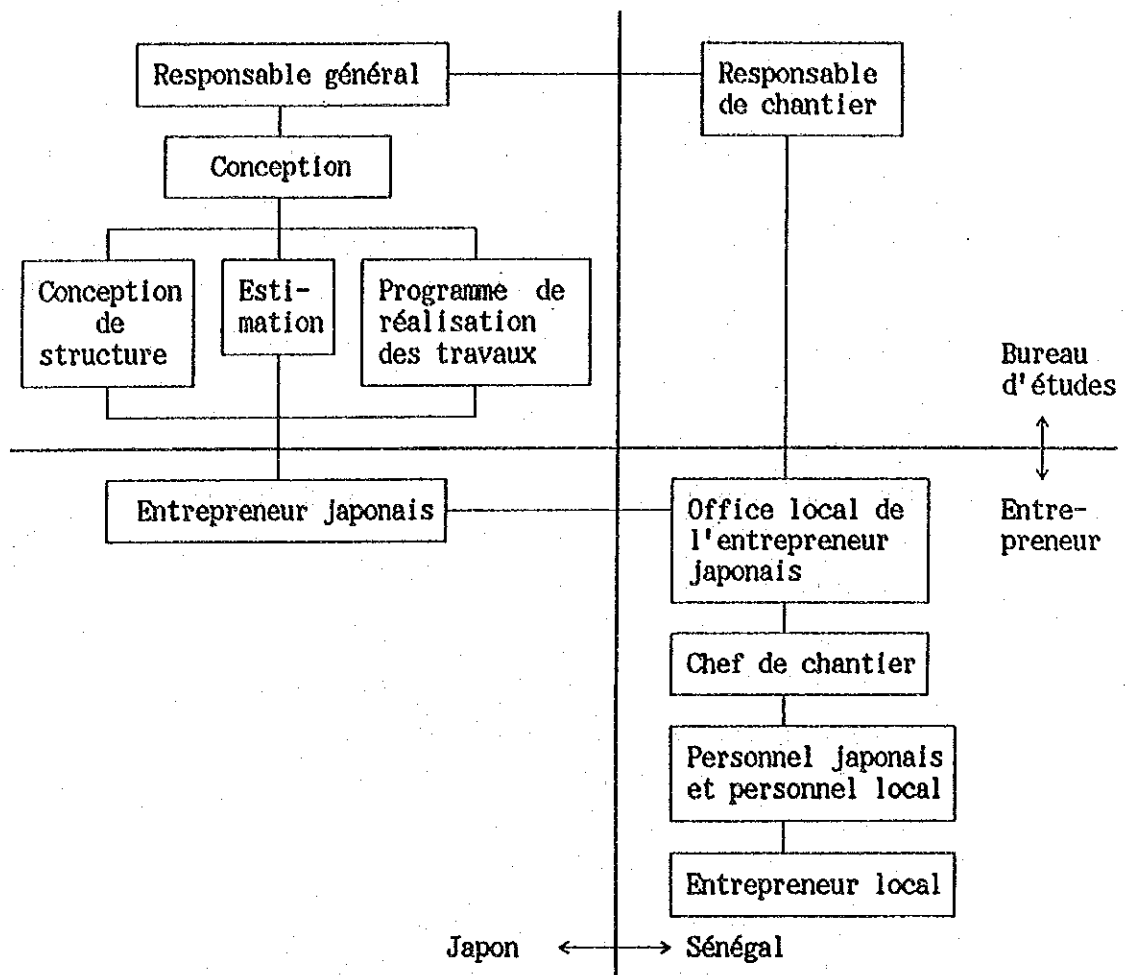 Responsable général
Responsable
de chantier
Conception
Conception
de
structure
Esti-
mation
Programme de
réalisation
des travaux
Bureau
d'études
Entrepreneur japonais
Office local de
l'entrepreneur
japonais
Entre-
preneur
Chef de chantier
Personnel japonais
et personnel local
Entrepreneur local
Japon
Sénégal